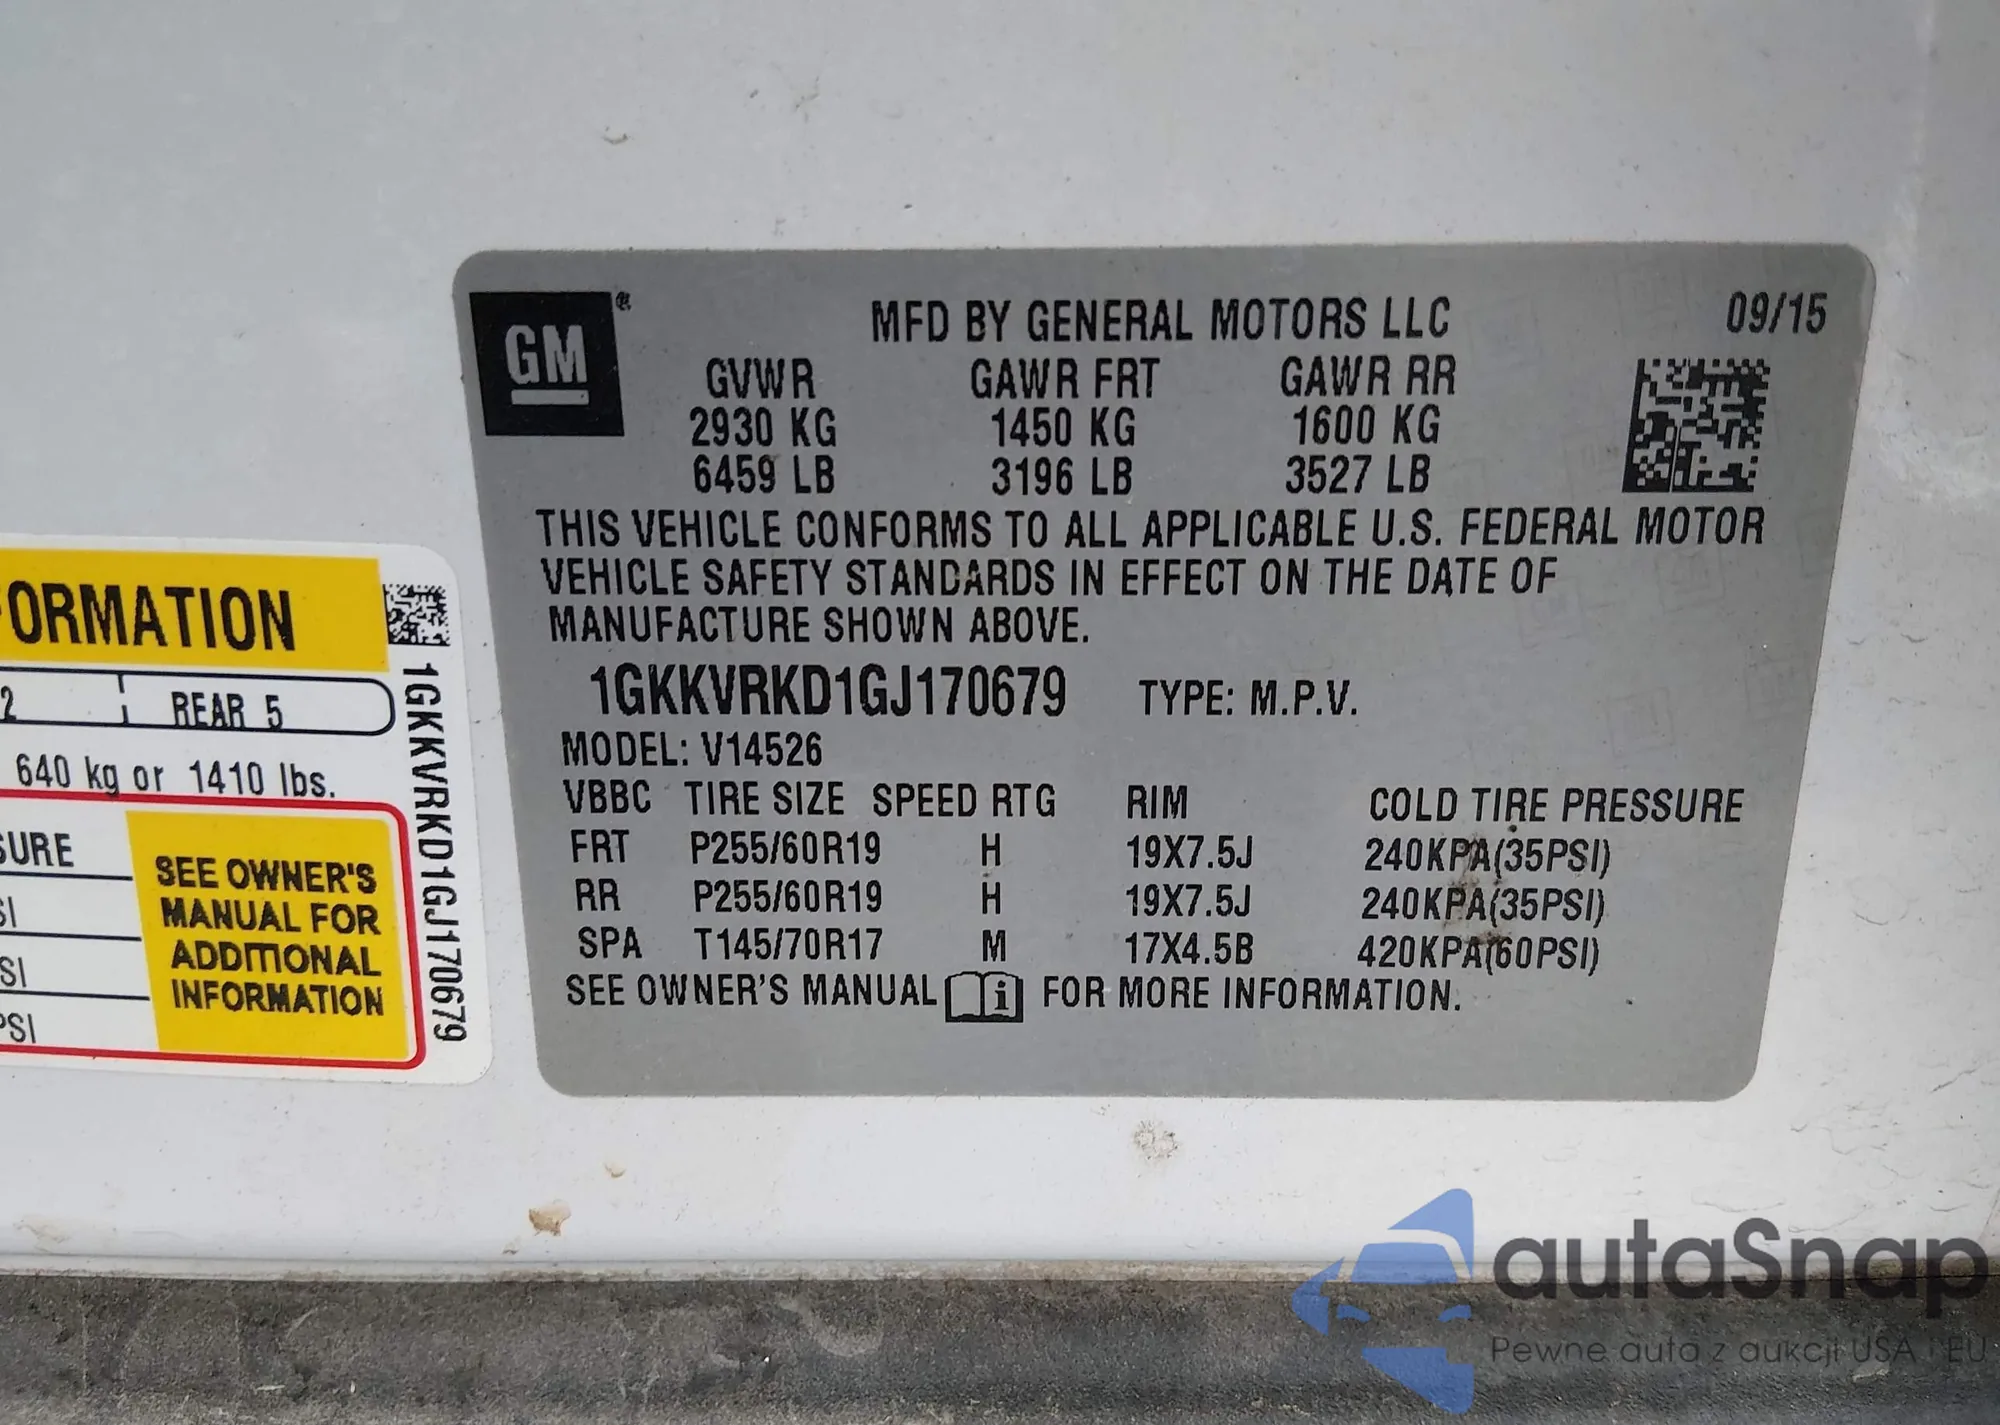 ORMATION
2 REAR 5
640 kg or 1410 lbs.
SURE
SI
SI
PSI
SEE OWNER'S
MANUAL FOR
ADDITIONAL
INFORMATION
1GKKVRKD1GJ170679
GM ®
MFD BY GENERAL MOTORS LLC 09/15
GVWR GAWR FRT GAWR RR
2930 KG 1450 KG 1600 KG
6459 LB 3196 LB 3527 LB
THIS VEHICLE CONFORMS TO ALL APPLICABLE U.S. FEDERAL MOTOR
VEHICLE SAFETY STANDARDS IN EFFECT ON THE DATE OF
MANUFACTURE SHOWN ABOVE.
1GKKVRKD1GJ170679 TYPE: M.P.V.
MODEL: V14526
VBBC TIRE SIZE SPEED RTG RIM COLD TIRE PRESSURE
FRT P255/60R19 H 19X7.5J 240KPA(35PSI)
RR P255/60R19 H 19X7.5J 240KPA(35PSI)
SPA T145/70R17 M 17X4.5B 420KPA(60PSI)
SEE OWNER'S MANUAL i FOR MORE INFORMATION.
autaSnap
Pewne auta z aukcji USA i EU